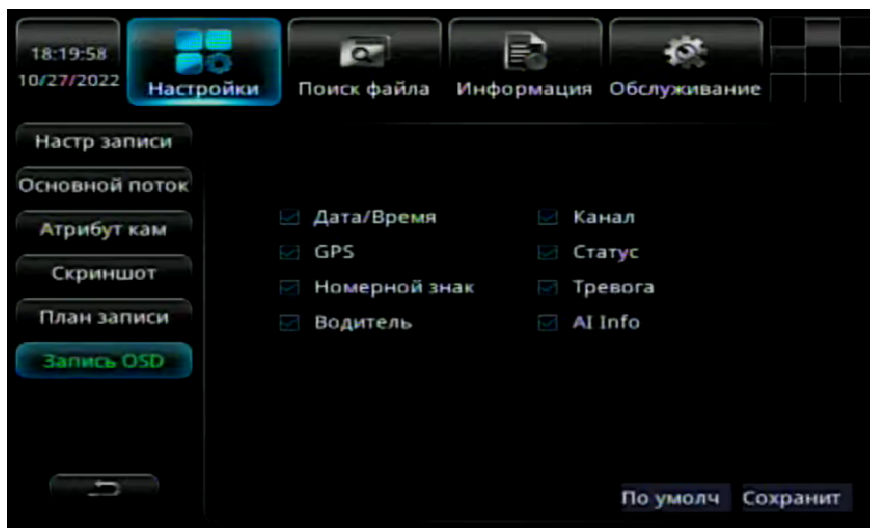 18:19:58
10/27/2022
Настройки
Поиск файла
Информация
Обслуживание
Настр записи
Основной поток
Атрибут кам
Скриншот
План записи
Запись OSD
Дата/Время
Канал
GPS
Статус
Номерной знак
Тревога
Водитель
AI Info
По умолч
Сохранит